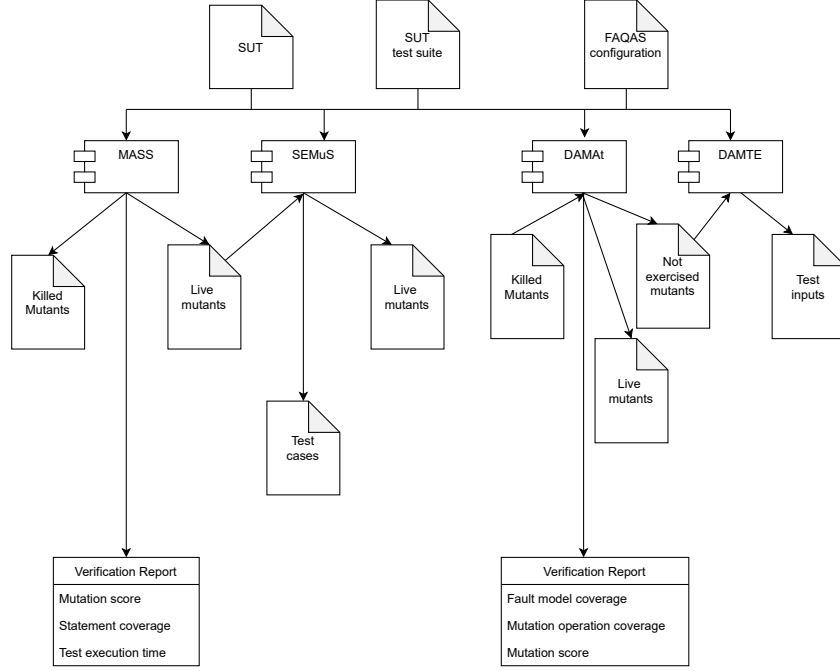 SUT
SUT
test suite
FAQAS
configuration
MASS
SEMuS
DAMAt
DAMTE
Killed
Mutants
Live
mutants
Live
mutants
Killed
Mutants
Not
exercised
mutants
Test
inputs
Live
mutants
Test
cases
Verification Report
Mutation score
Statement coverage
Test execution time
Verification Report
Fault model coverage
Mutation operation coverage
Mutation score